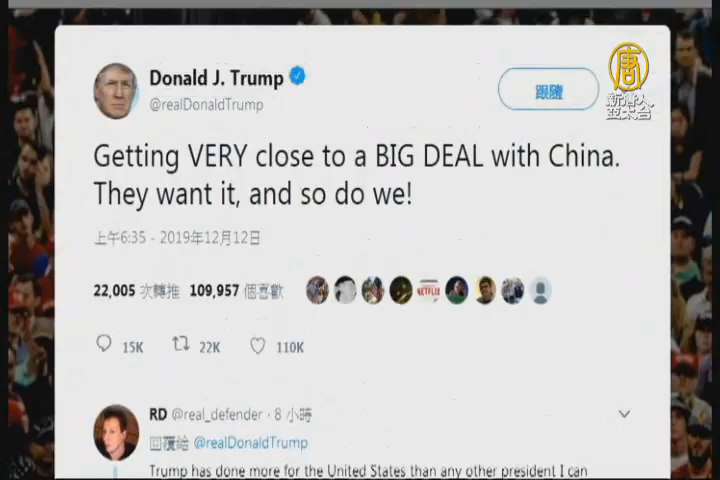 Donald J. Trump
@realDonaldTrump
跟隨
唐
新唐人
亞太台
Getting VERY close to a BIG DEAL with China.
They want it, and so do we!
上午6:35 - 2019年12月12日
22,005 次轉推 109,957 個喜歡
NETFLIX
15K 22K 110K
RD @real_defender · 8 小時
回覆給 @realDonaldTrump
Trump has done more for the United States than any other president I can